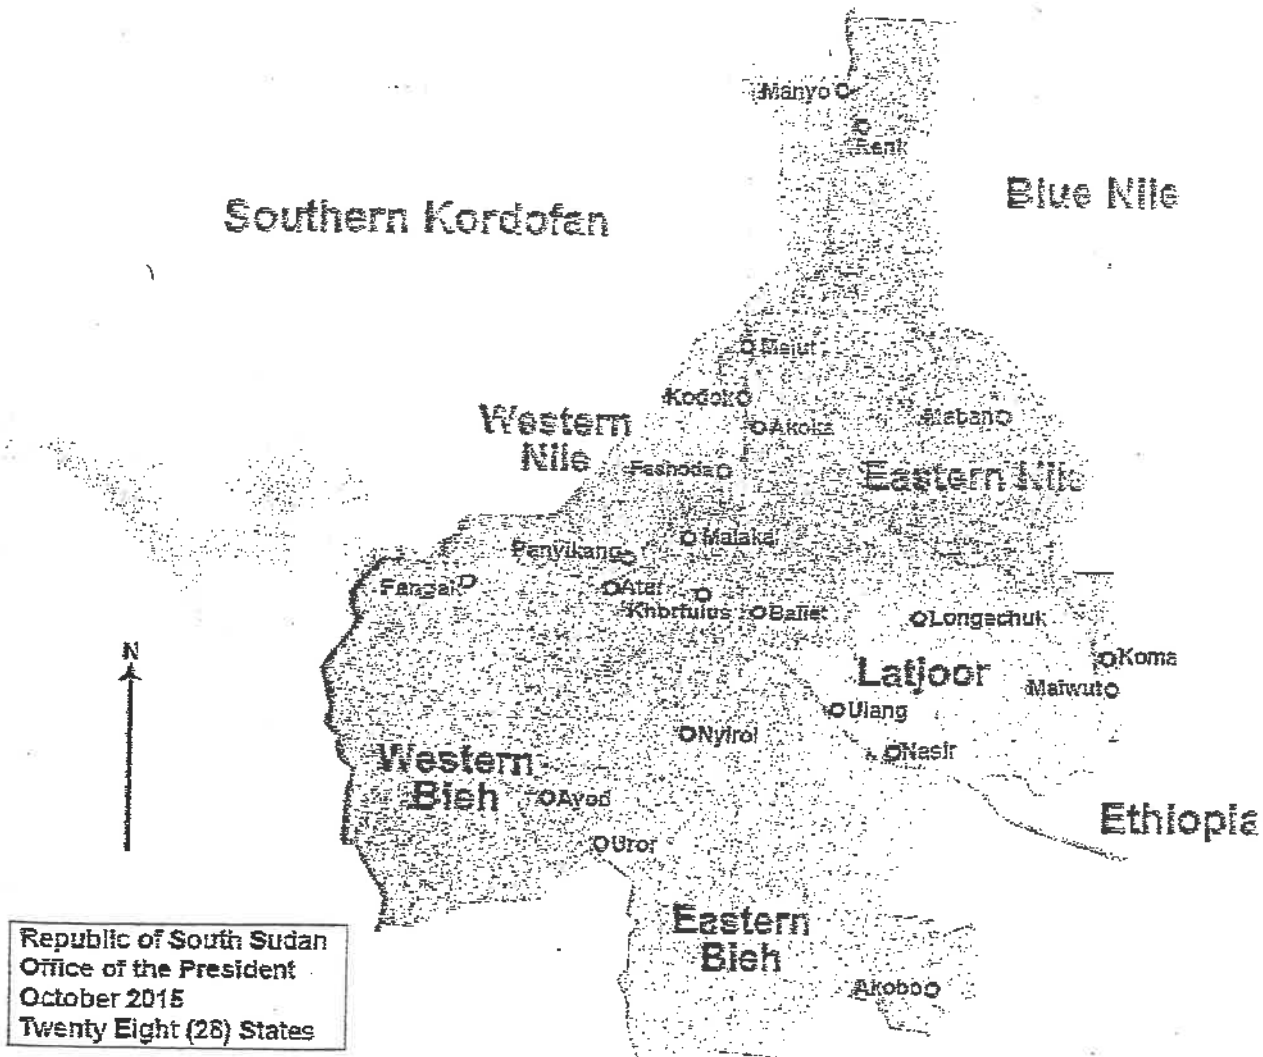 Manyo
Renk
Southern Kordofan
Blue Nile
Melut
Kodok
Western
Nile
Akoka
Maban
Fashoda
Eastern Nile
Malakal
Panyikang
Fangak
Atar
Khorfulus
Baliet
Longechuk
N
Koma
Latjoor
Maiwut
Ulang
Nyirol
Nasir
Western
Bieh
Ayod
Ethiopia
Uror
Eastern
Bieh
Akobo
Republic of South Sudan
Office of the President
October 2015
Twenty Eight (28) States